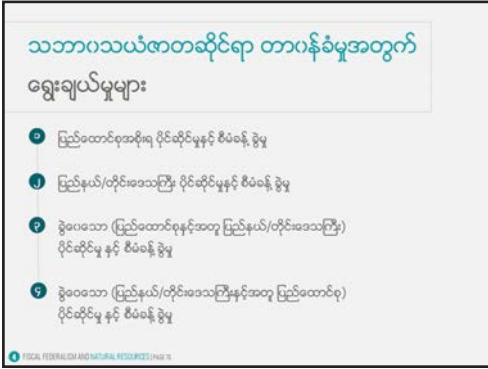 သဘာဝသယံဇာတဆိုင်ရာ တာဝန်ခံမှုအတွက်
ရွေးချယ်မှုများ
၁ ပြည်ထောင်စုအစိုးရ ပိုင်ဆိုင်မှုနှင့် စီမံခန့် ခွဲမှု
၂ ပြည်နယ်/တိုင်းဒေသကြီး ပိုင်ဆိုင်မှုနှင့် စီမံခန့် ခွဲမှု
၃ ခွဲဝေသော (ပြည်ထောင်စုနှင့်အတူ ပြည်နယ်/တိုင်းဒေသကြီး)
ပိုင်ဆိုင်မှု နှင့် စီမံခန့် ခွဲမှု
၄ ခွဲဝေသော (ပြည်နယ်/တိုင်းဒေသကြီးနှင့်အတူ ပြည်ထောင်စု)
ပိုင်ဆိုင်မှု နှင့် စီမံခန့် ခွဲမှု
FISCAL FEDERALISM AND NATURAL RESOURCES | PAGE